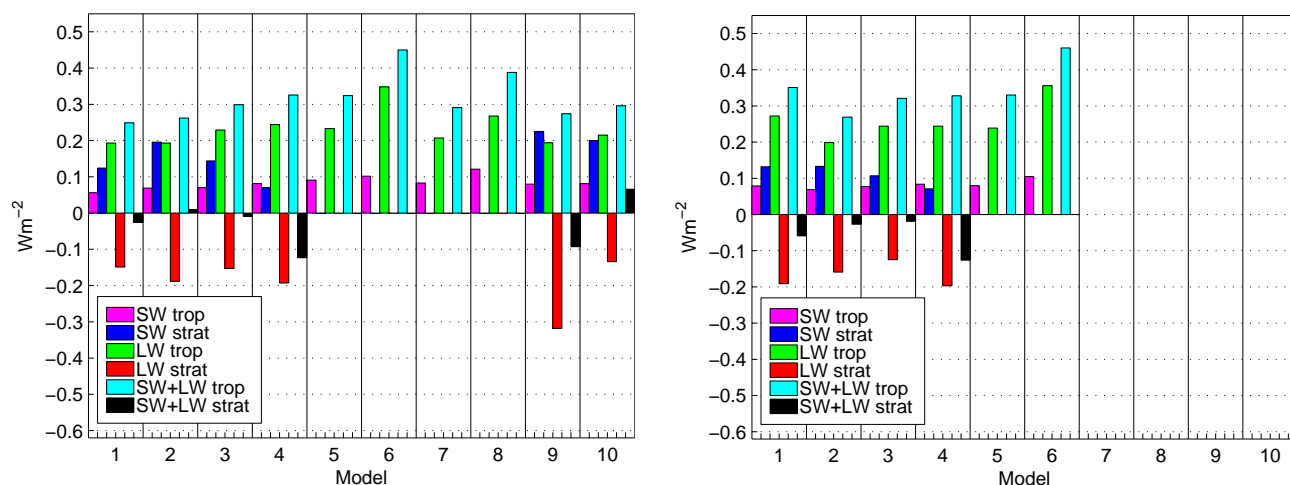 0.5
0.4
0.3
0.2
0.1
0
−0.1
−0.2
−0.3
−0.4
−0.5
−0.6
Wm−2
SW trop
SW strat
LW trop
LW strat
SW+LW trop
SW+LW strat
1 2 3 4 5 6 7 8 9 10
Model
0.5
0.4
0.3
0.2
0.1
0
−0.1
−0.2
−0.3
−0.4
−0.5
−0.6
Wm−2
SW trop
SW strat
LW trop
LW strat
SW+LW trop
SW+LW strat
1 2 3 4 5 6 7 8 9 10
Model